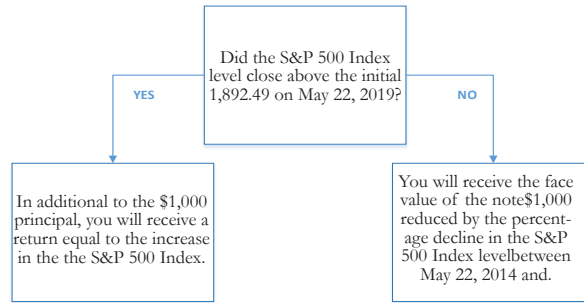 Did the S&P 500 Index
level close above the initial
1,892.49 on May 22, 2019?
YES
NO
In additional to the $1,000
principal, you will receive a
return equal to the increase
in the the S&P 500 Index.
You will receive the face
value of the note$1,000
reduced by the percent-
age decline in the S&P
500 Index levelbetween
May 22, 2014 and.